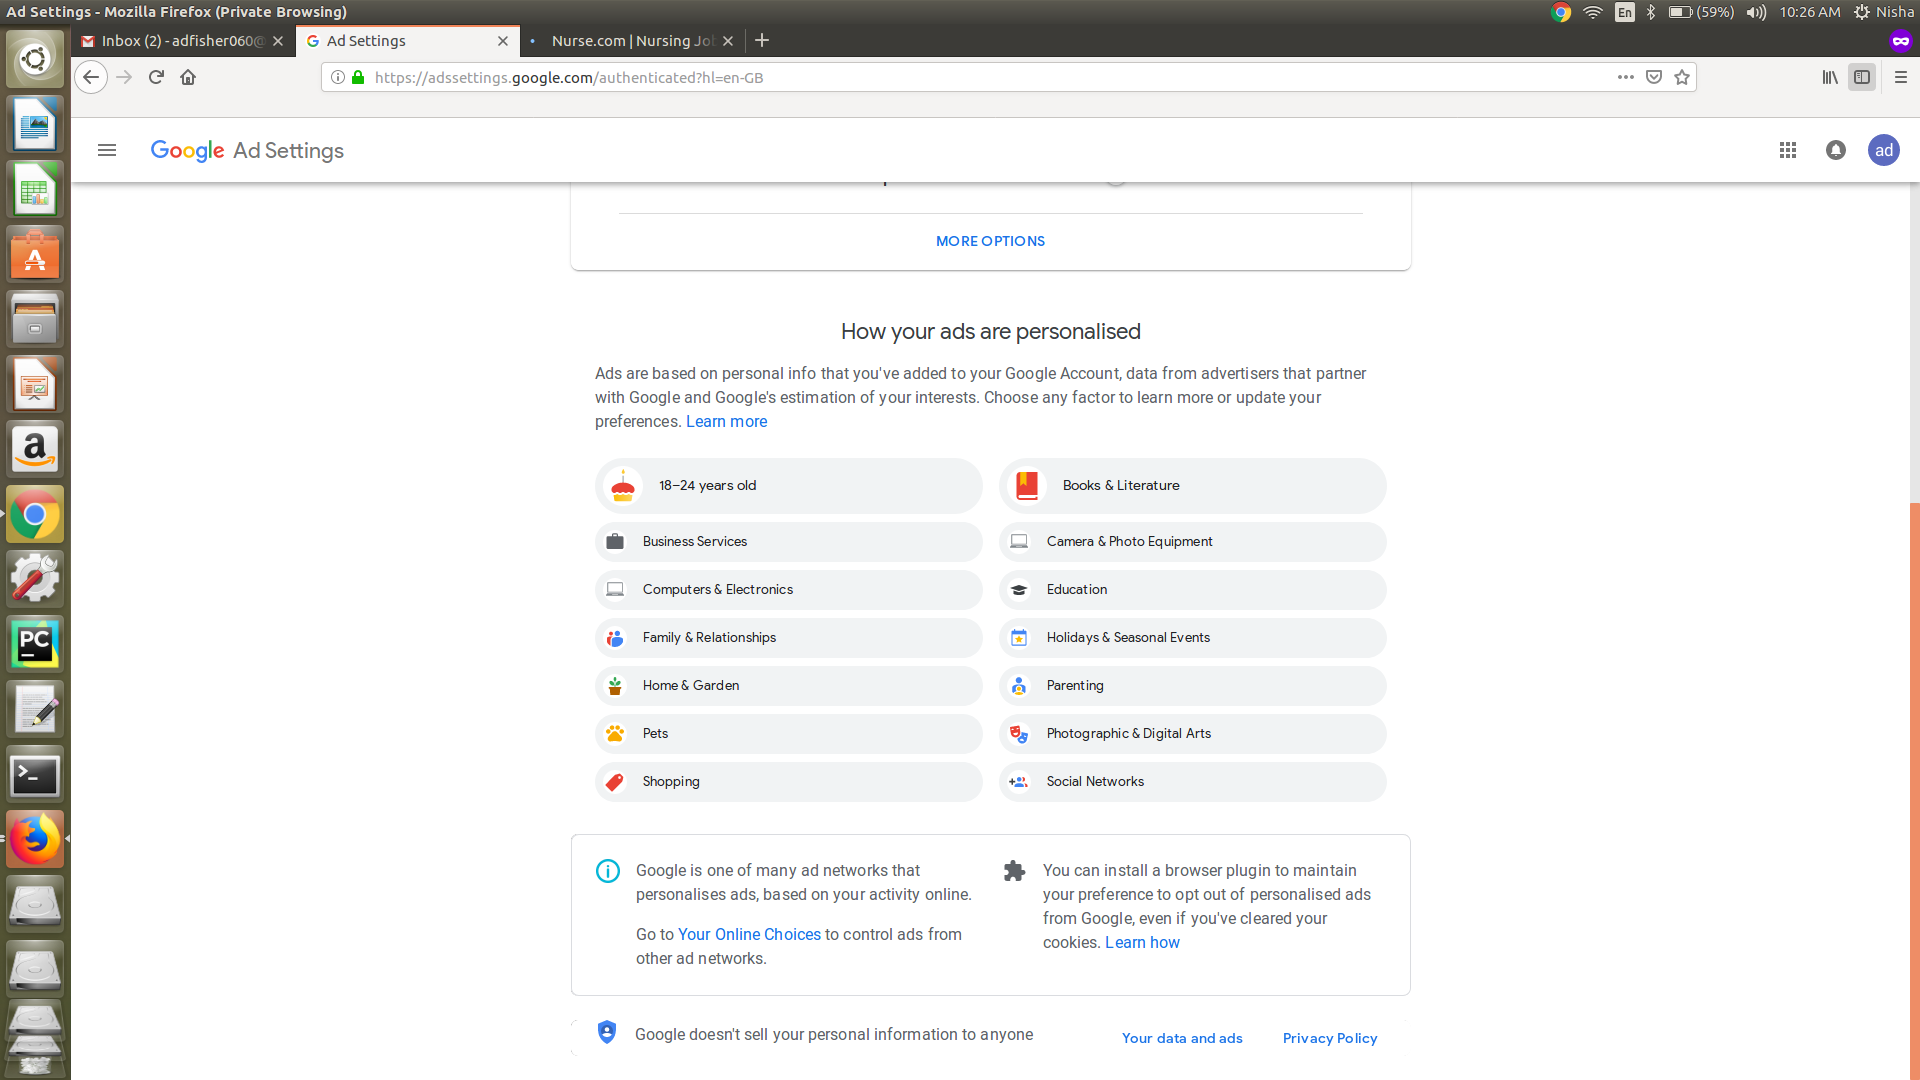 Ad Settings - Mozilla Firefox (Private Browsing)
En
(59%)
10:26 AM
Nisha
Inbox (2) - adfisher060@
Ad Settings
Nurse.com | Nursing Jo
https://adssettings.google.com/authenticated?hl=en-GB
Google Ad Settings
ad
MORE OPTIONS
How your ads are personalised
Ads are based on personal info that you've added to your Google Account, data from advertisers that partner
with Google and Google's estimation of your interests. Choose any factor to learn more or update your
preferences. Learn more
18–24 years old
Books & Literature
Business Services
Camera & Photo Equipment
Computers & Electronics
Education
Family & Relationships
Holidays & Seasonal Events
Home & Garden
Parenting
Pets
Photographic & Digital Arts
Shopping
Social Networks
Google is one of many ad networks that
personalises ads, based on your activity online.
Go to Your Online Choices to control ads from
other ad networks.
You can install a browser plugin to maintain
your preference to opt out of personalised ads
from Google, even if you've cleared your
cookies. Learn how
Google doesn't sell your personal information to anyone
Your data and ads
Privacy Policy
PC